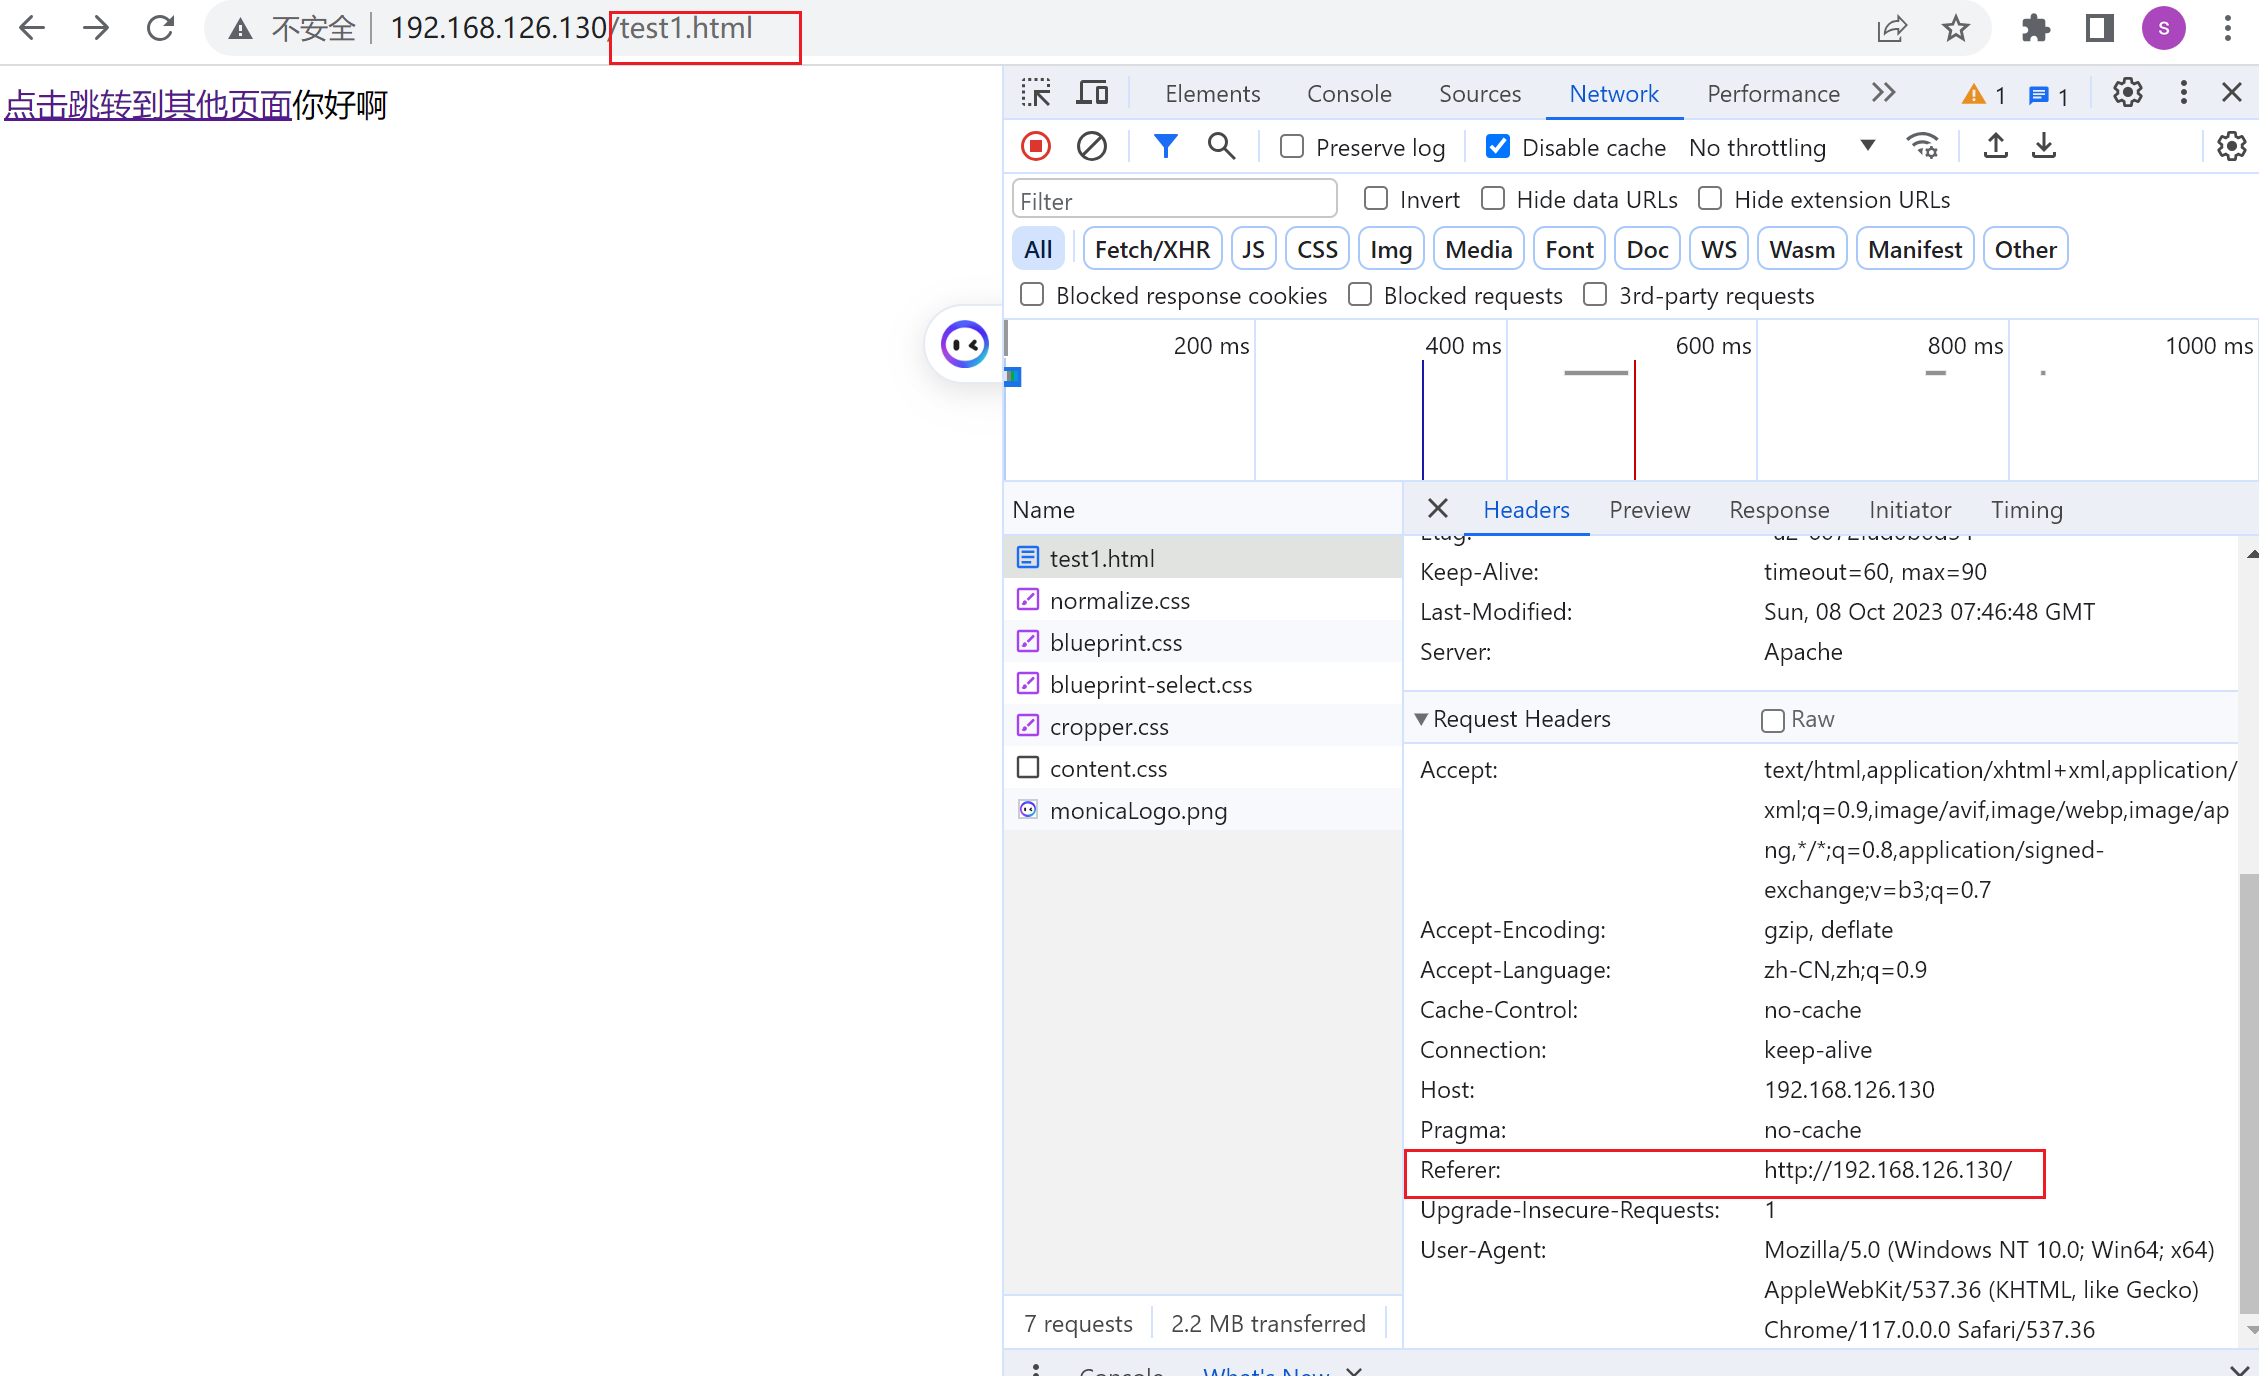 不安全 192.168.126.130/test1.html
S
点击跳转到其他页面你好啊
Elements Console Sources Network Performance 1 1
Preserve log Disable cache No throttling
Filter Invert Hide data URLs Hide extension URLs
All Fetch/XHR JS CSS Img Media Font Doc WS Wasm Manifest Other
Blocked response cookies Blocked requests 3rd-party requests
200 ms 400 ms 600 ms 800 ms 1000 ms
Name
test1.html
normalize.css
blueprint.css
blueprint-select.css
cropper.css
content.css
monicaLogo.png
7 requests 2.2 MB transferred
Headers Preview Response Initiator Timing
Etag:
Keep-Alive: timeout=60, max=90
Last-Modified: Sun, 08 Oct 2023 07:46:48 GMT
Server: Apache
Request Headers Raw
Accept: text/html,application/xhtml+xml,application/
xml;q=0.9,image/avif,image/webp,image/ap
ng,*/*;q=0.8,application/signed-
exchange;v=b3;q=0.7
Accept-Encoding: gzip, deflate
Accept-Language: zh-CN,zh;q=0.9
Cache-Control: no-cache
Connection: keep-alive
Host: 192.168.126.130
Pragma: no-cache
Referer: http://192.168.126.130/
Upgrade-Insecure-Requests: 1
User-Agent: Mozilla/5.0 (Windows NT 10.0; Win64; x64)
AppleWebKit/537.36 (KHTML, like Gecko)
Chrome/117.0.0.0 Safari/537.36
Console What's New